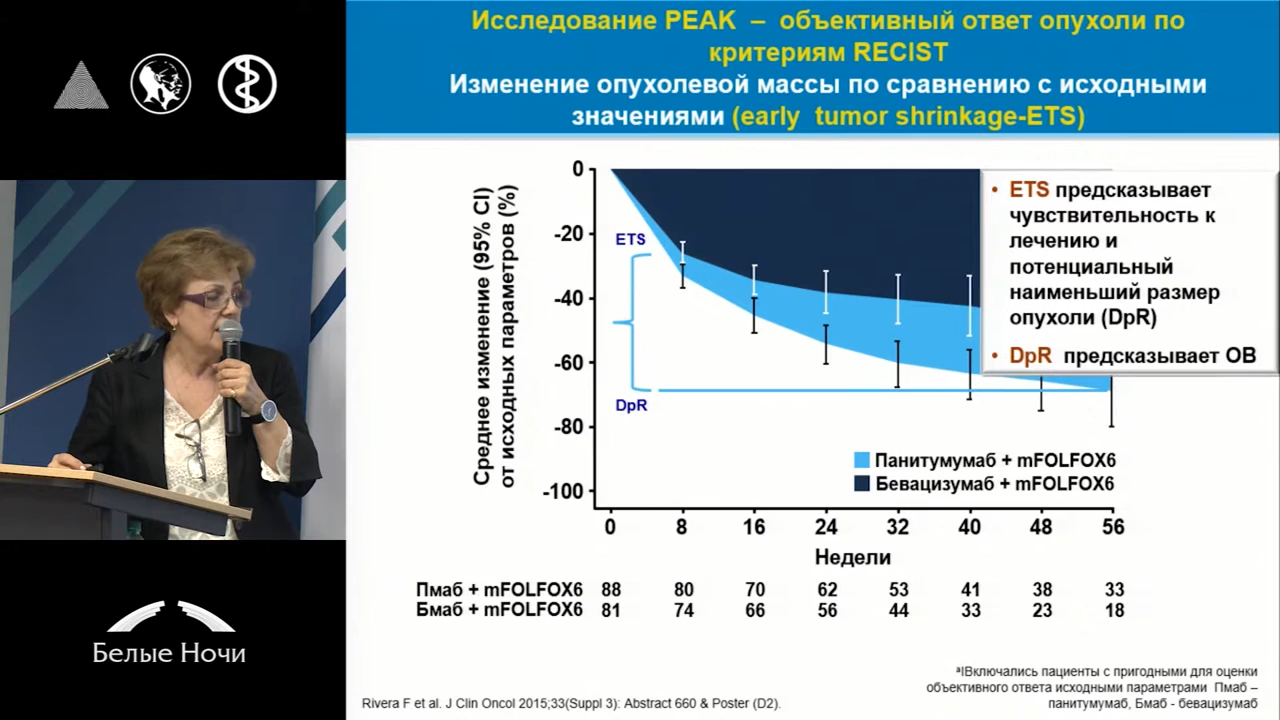 Исследование PEAK – объективный ответ опухоли по
критериям RECIST
Изменение опухолевой массы по сравнению с исходными
значениями (early tumor shrinkage-ETS)
Среднее изменение (95% CI)
от исходных параметров (%)
0
-20
-40
-60
-80
-100
ETS
DpR
• ETS предсказывает
чувствительность к
лечению и
потенциальный
наименьший размер
опухоли (DpR)
• DpR предсказывает ОВ
Панитумумаб + mFOLFOX6
Бевацизумаб + mFOLFOX6
0 8 16 24 32 40 48 56
Недели
Пмаб + mFOLFOX6 88 80 70 62 53 41 38 33
Бмаб + mFOLFOX6 81 74 66 56 44 33 23 18
ᵃIВключались пациенты с пригодными для оценки
объективного ответа исходными параметрами Пмаб –
панитумумаб, Бмаб - бевацизумаб
Rivera F et al. J Clin Oncol 2015;33(Suppl 3): Abstract 660 & Poster (D2).
Белые Ночи